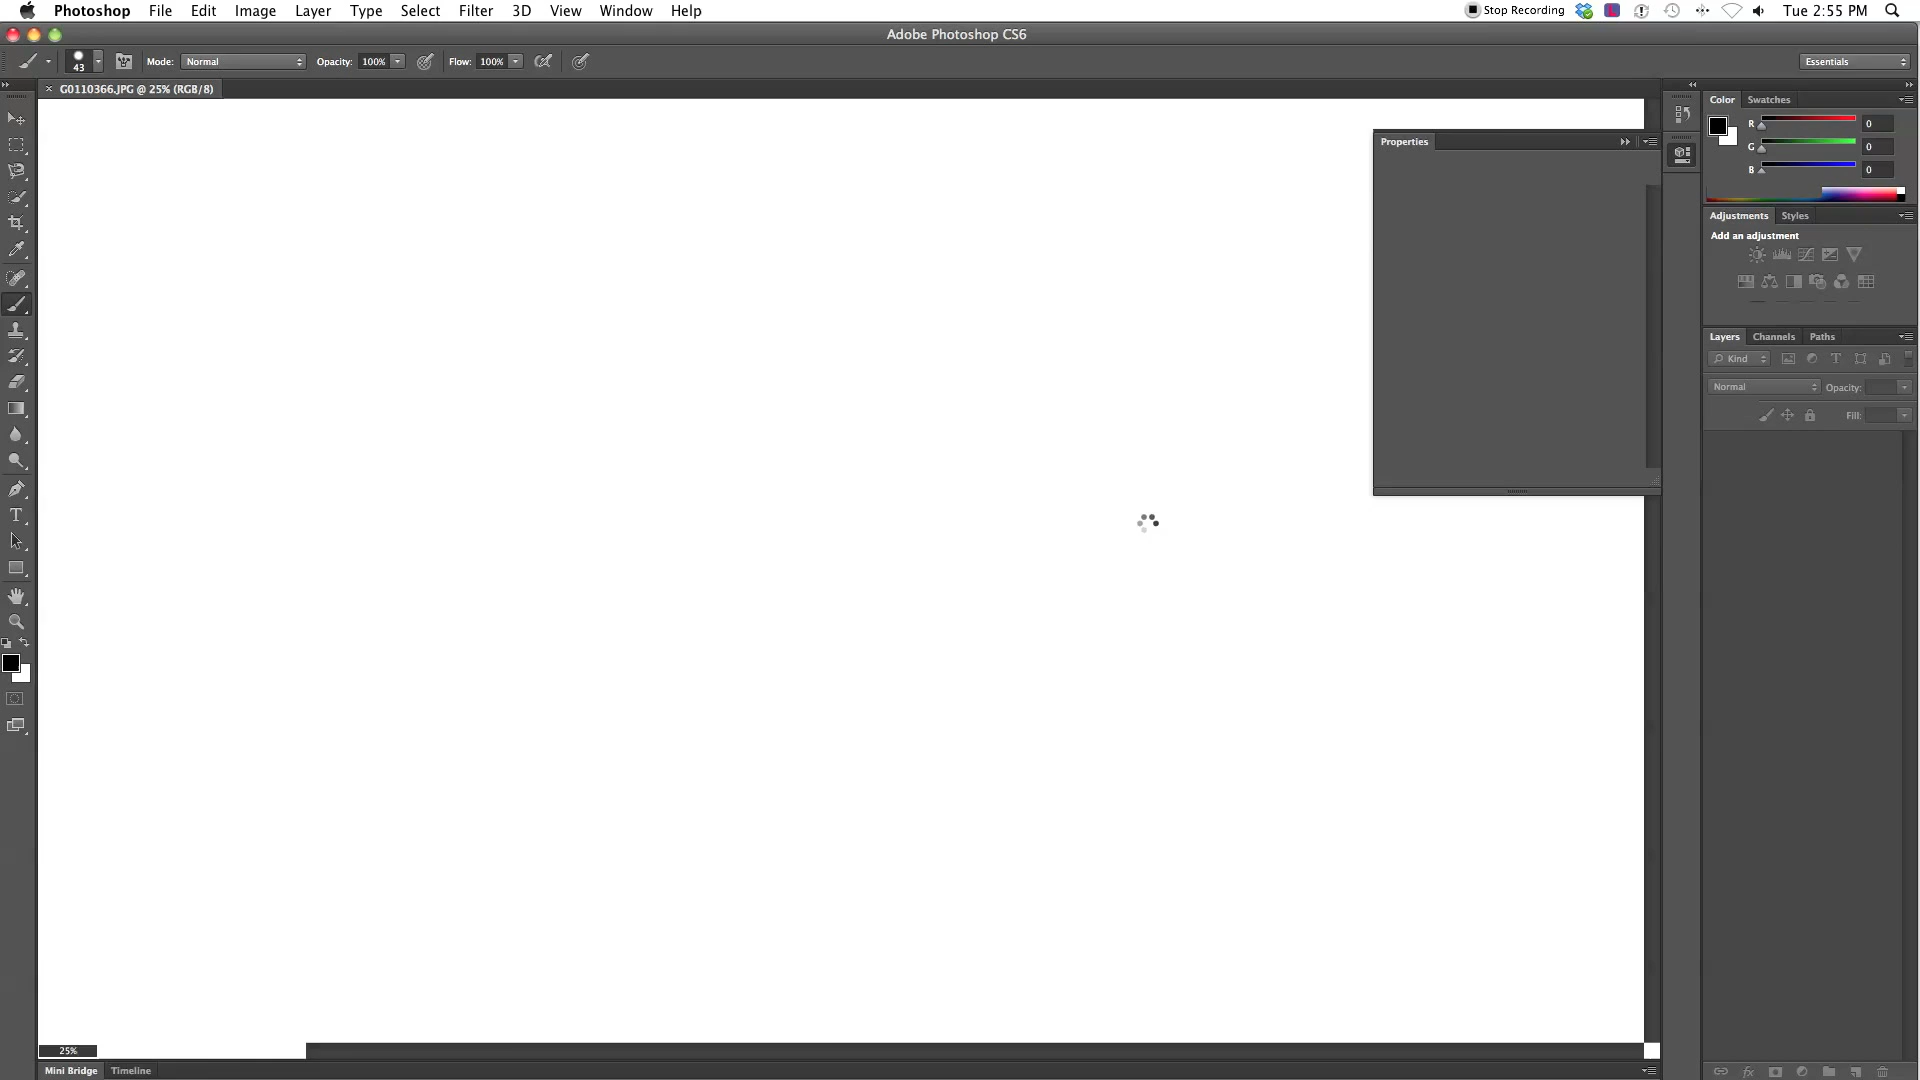 Photoshop File Edit Image Layer Type Select Filter 3D View Window Help Stop Recording Tue 2:55 PM
Adobe Photoshop CS6
43 Mode: Normal Opacity: 100% Flow: 100% Essentials
G0110366.JPG @ 25% (RGB/8)
Color Swatches
R 0
G 0
B 0
Properties
Adjustments Styles
Add an adjustment
Layers Channels Paths
Kind
Normal Opacity:
Fill:
25%
Mini Bridge Timeline